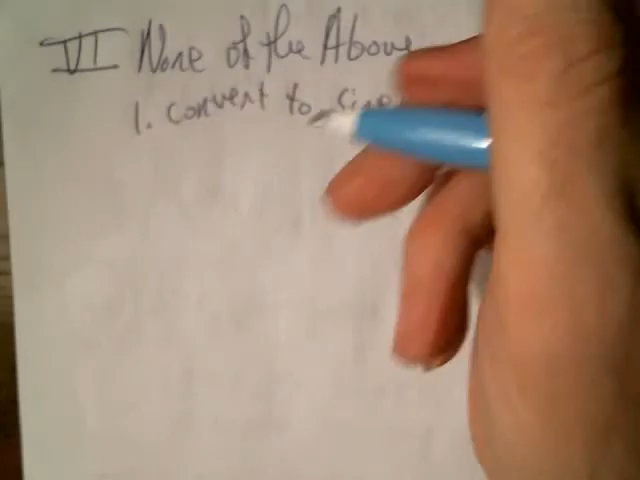 VI None of the Above
1. convert to